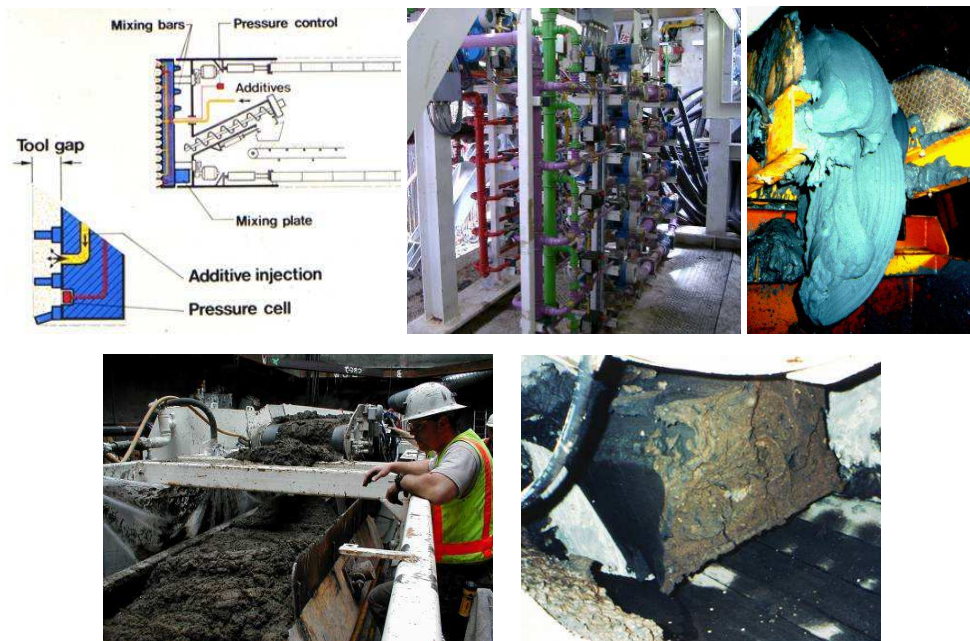 Mixing bars
Pressure control
Additives
Tool gap
Mixing plate
Additive injection
Pressure cell